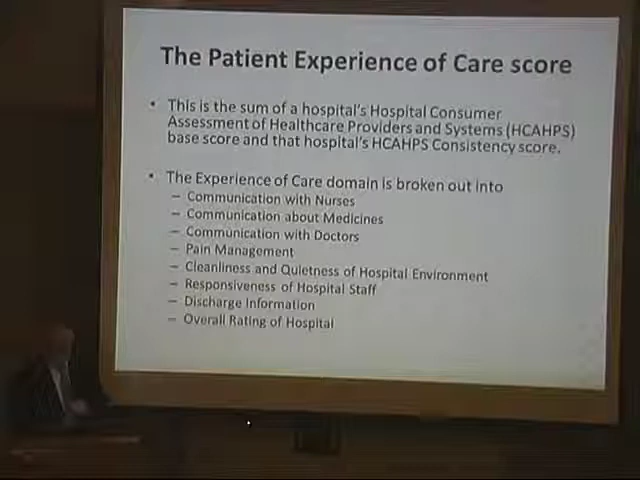 The Patient Experience of Care score
• This is the sum of a hospital's Hospital Consumer
Assessment of Healthcare Providers and Systems (HCAHPS)
base score and that hospital's HCAHPS Consistency score.
• The Experience of Care domain is broken out into
– Communication with Nurses
– Communication about Medicines
– Communication with Doctors
– Pain Management
– Cleanliness and Quietness of Hospital Environment
– Responsiveness of Hospital Staff
– Discharge Information
– Overall Rating of Hospital